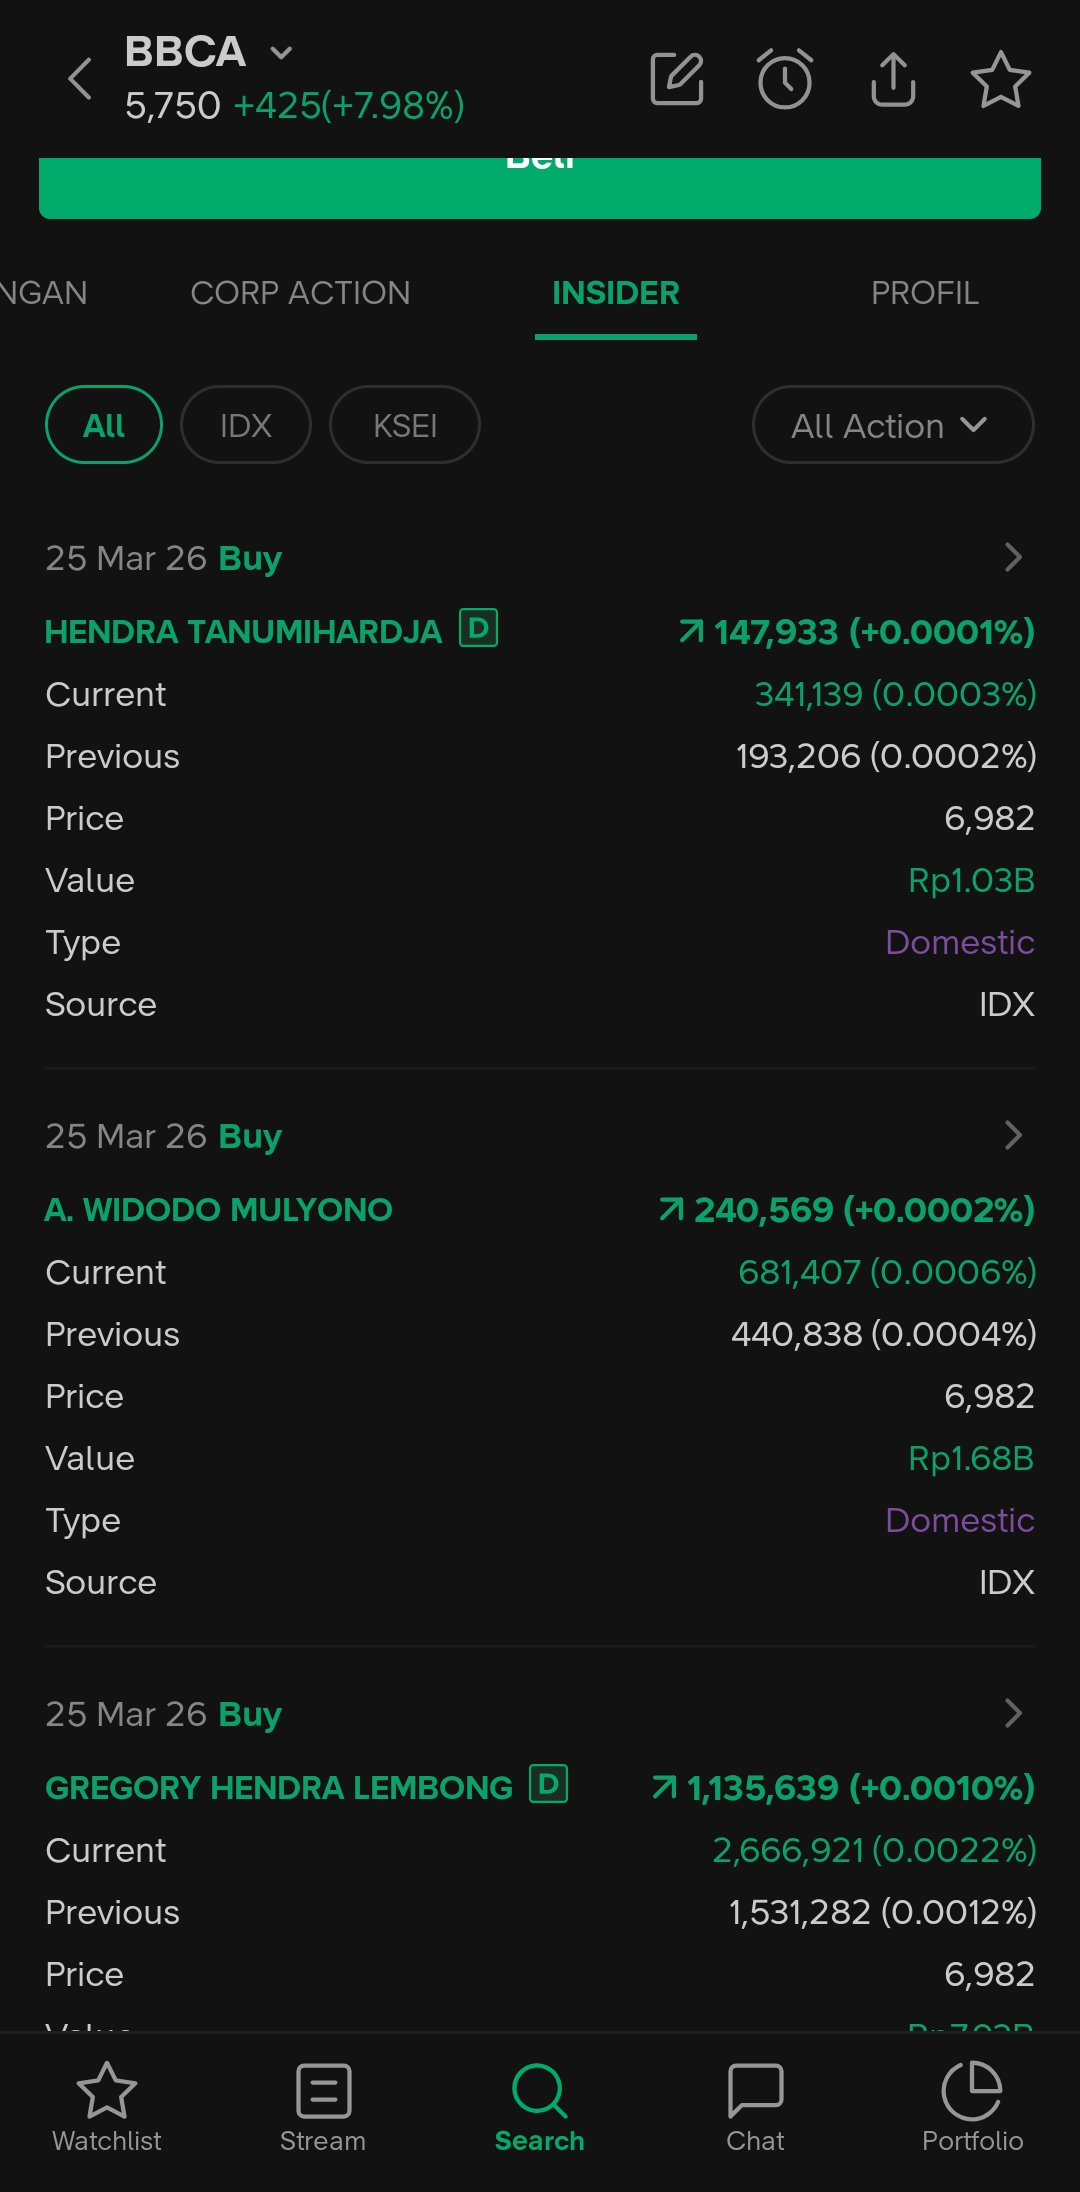 BBCA
5,750 +425(+7.98%)
Beli
NGAN CORP ACTION INSIDER PROFIL
All IDX KSEI All Action
25 Mar 26 Buy
HENDRA TANUMIHARDJA D 147,933 (+0.0001%)
Current 341,139 (0.0003%)
Previous 193,206 (0.0002%)
Price 6,982
Value Rp1.03B
Type Domestic
Source IDX
25 Mar 26 Buy
A. WIDODO MULYONO 240,569 (+0.0002%)
Current 681,407 (0.0006%)
Previous 440,838 (0.0004%)
Price 6,982
Value Rp1.68B
Type Domestic
Source IDX
25 Mar 26 Buy
GREGORY HENDRA LEMBONG D 1,135,639 (+0.0010%)
Current 2,666,921 (0.0022%)
Previous 1,531,282 (0.0012%)
Price 6,982
Value
Watchlist Stream Search Chat Portfolio